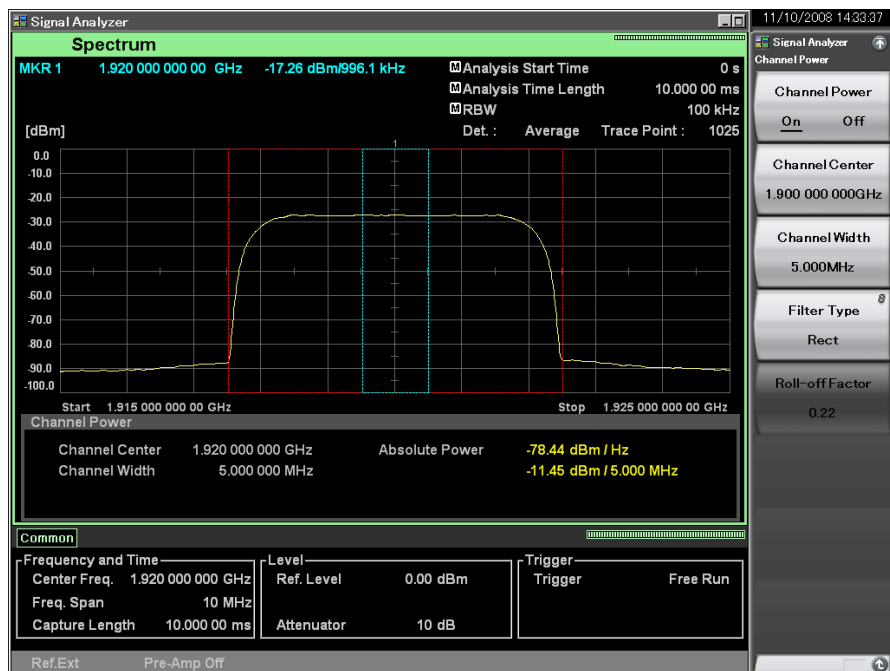 Signal Analyzer
11/10/2008 14:33:37
Spectrum
MKR 1 1.920 000 000 00 GHz -17.26 dBm/996.1 kHz
M Analysis Start Time 0 s
M Analysis Time Length 10.000 00 ms
M RBW 100 kHz
[dBm]
Det. : Average Trace Point : 1025
1
0.0
-10.0
-20.0
-30.0
-40.0
-50.0
-60.0
-70.0
-80.0
-90.0
-100.0
Start 1.915 000 000 00 GHz
Stop 1.925 000 000 00 GHz
Channel Power
Channel Center 1.920 000 000 GHz Absolute Power -78.44 dBm / Hz
Channel Width 5.000 000 MHz -11.45 dBm / 5.000 MHz
Common
Frequency and Time
Center Freq. 1.920 000 000 GHz
Freq. Span 10 MHz
Capture Length 10.000 00 ms
Level
Ref. Level 0.00 dBm
Attenuator 10 dB
Trigger
Trigger Free Run
Ref.Ext Pre-Amp Off
Signal Analyzer
Channel Power
Channel Power
On Off
Channel Center
1.900 000 000GHz
Channel Width
5.000MHz
Filter Type
Rect
Roll-off Factor
0.22